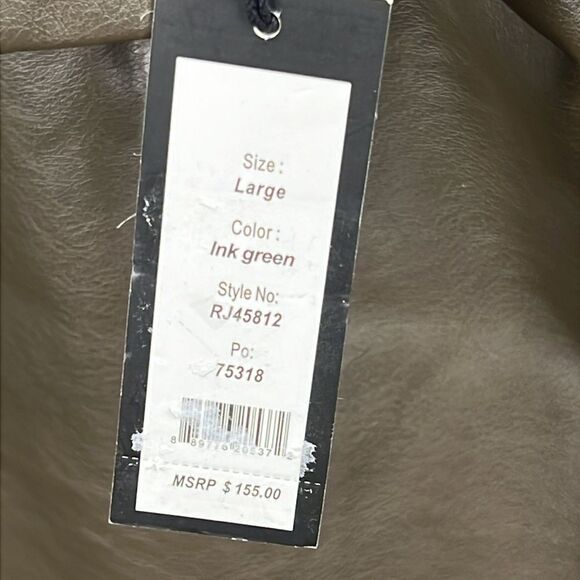 Size:
Large
Color:
Ink green
Style No:
RJ45812
Po:
75318
MSRP $155.00